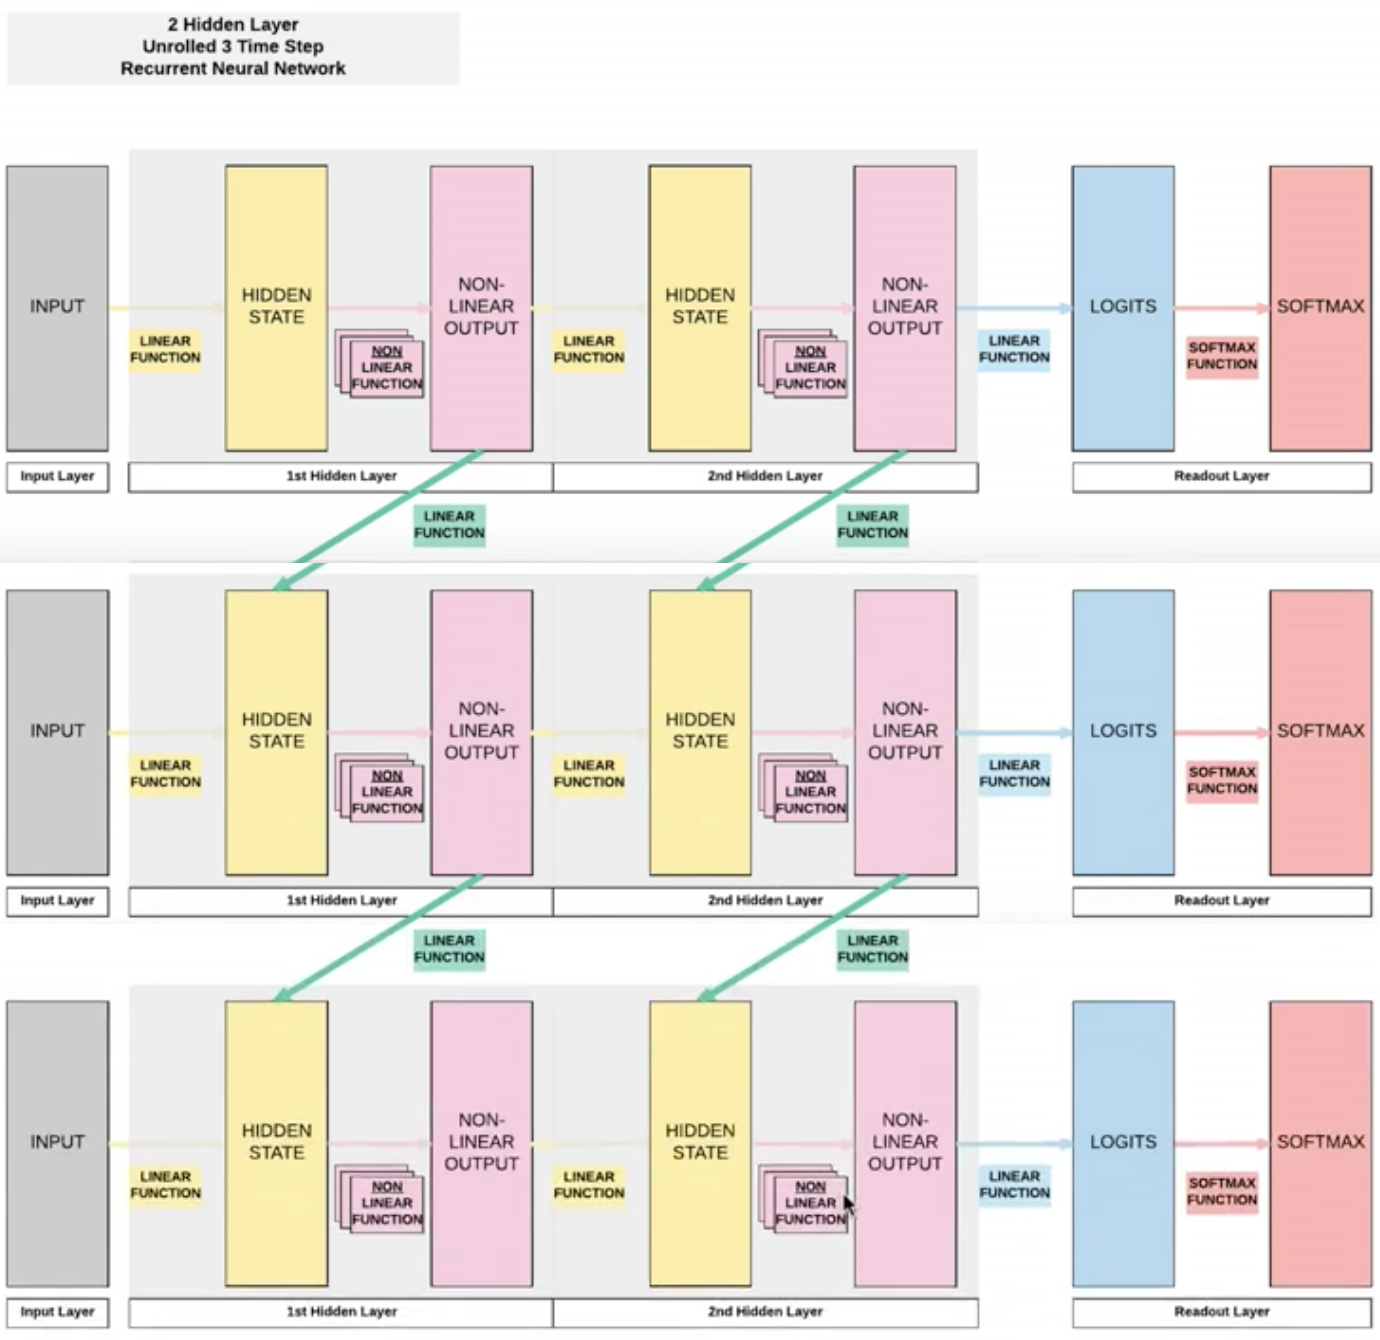 2 Hidden Layer
Unrolled 3 Time Step
Recurrent Neural Network
INPUT
LINEAR
FUNCTION
HIDDEN
STATE
NON
LINEAR
FUNCTION
NON-
LINEAR
OUTPUT
LINEAR
FUNCTION
HIDDEN
STATE
NON
LINEAR
FUNCTION
NON-
LINEAR
OUTPUT
LINEAR
FUNCTION
LOGITS
SOFTMAX
FUNCTION
SOFTMAX
Input Layer
1st Hidden Layer
2nd Hidden Layer
Readout Layer
LINEAR
FUNCTION
LINEAR
FUNCTION
INPUT
LINEAR
FUNCTION
HIDDEN
STATE
NON
LINEAR
FUNCTION
NON-
LINEAR
OUTPUT
LINEAR
FUNCTION
HIDDEN
STATE
NON
LINEAR
FUNCTION
NON-
LINEAR
OUTPUT
LINEAR
FUNCTION
LOGITS
SOFTMAX
FUNCTION
SOFTMAX
Input Layer
1st Hidden Layer
2nd Hidden Layer
Readout Layer
LINEAR
FUNCTION
LINEAR
FUNCTION
INPUT
LINEAR
FUNCTION
HIDDEN
STATE
NON
LINEAR
FUNCTION
NON-
LINEAR
OUTPUT
LINEAR
FUNCTION
HIDDEN
STATE
NON
LINEAR
FUNCTION
NON-
LINEAR
OUTPUT
LINEAR
FUNCTION
LOGITS
SOFTMAX
FUNCTION
SOFTMAX
Input Layer
1st Hidden Layer
2nd Hidden Layer
Readout Layer